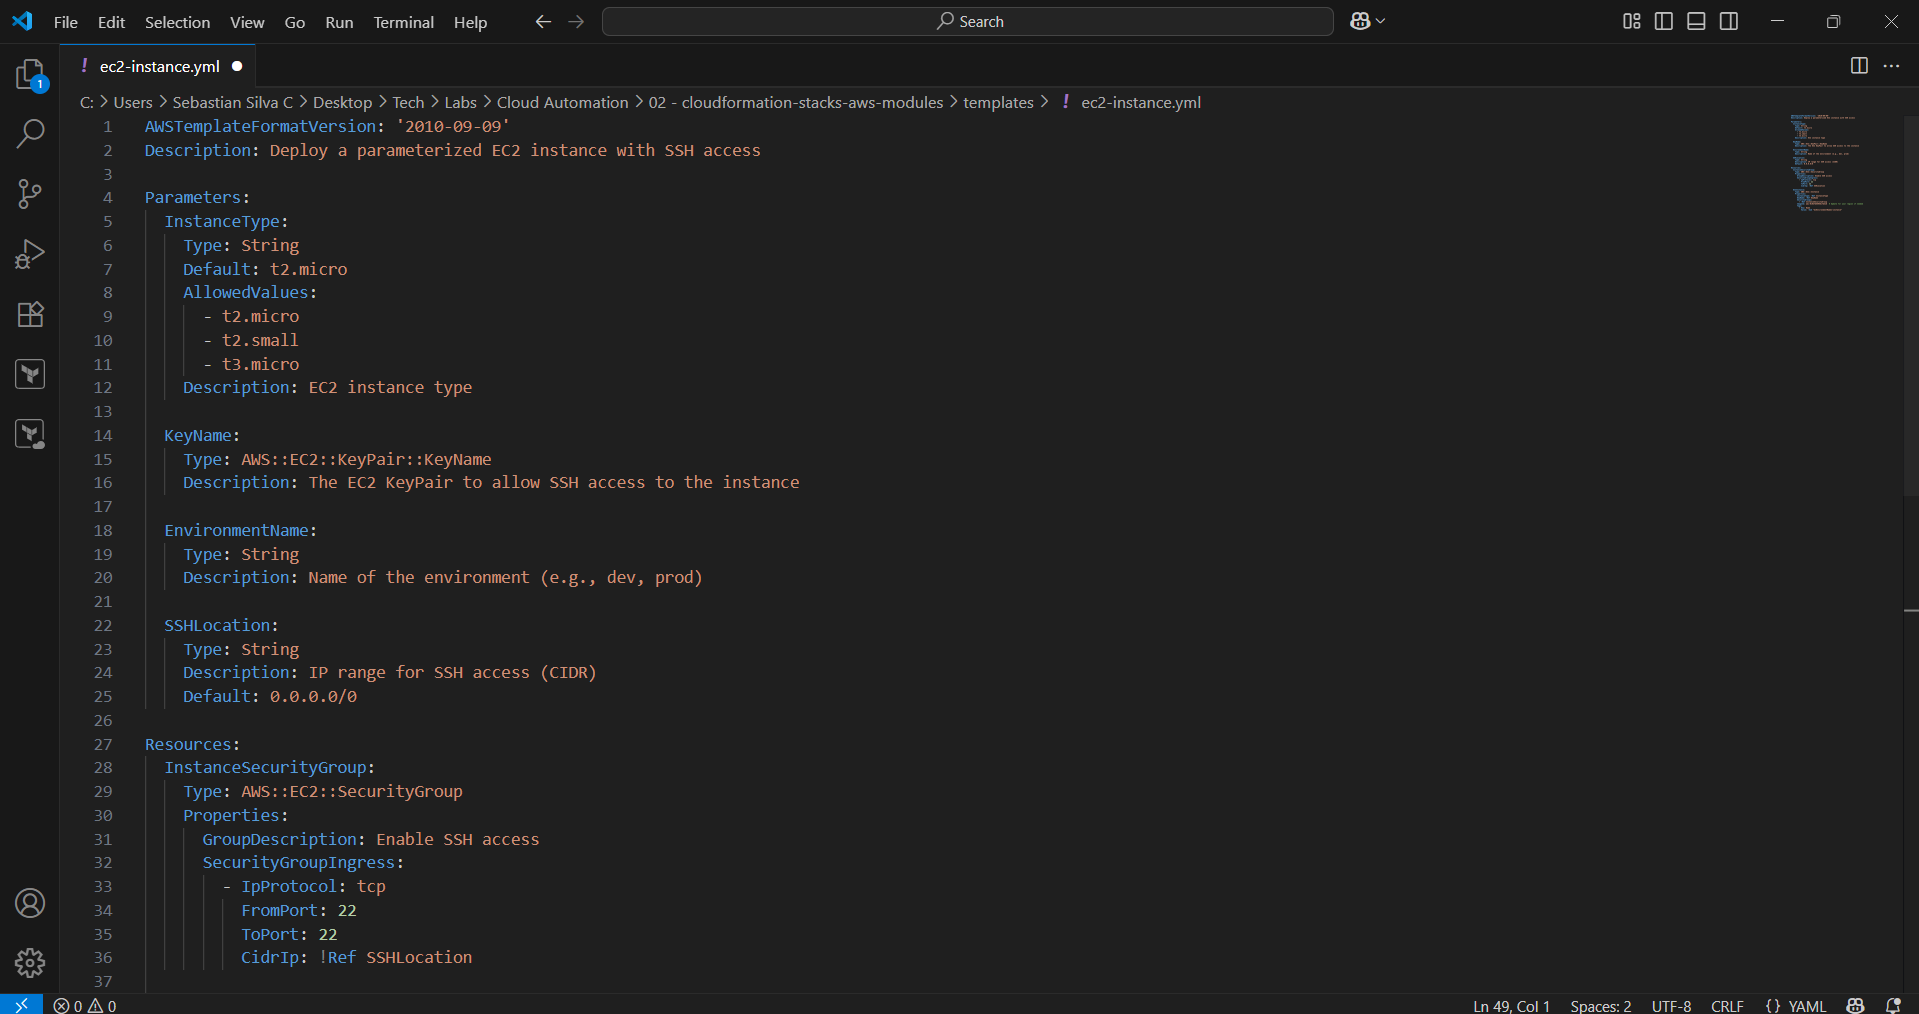 File Edit Selection View Go Run Terminal Help Search
1
! ec2-instance.yml
C: > Users > Sebastian Silva C > Desktop > Tech > Labs > Cloud Automation > 02 - cloudformation-stacks-aws-modules > templates > ! ec2-instance.yml
1 AWSTemplateFormatVersion: '2010-09-09'
2 Description: Deploy a parameterized EC2 instance with SSH access
3
4 Parameters:
5   InstanceType:
6     Type: String
7     Default: t2.micro
8     AllowedValues:
9       - t2.micro
10       - t2.small
11       - t3.micro
12     Description: EC2 instance type
13
14   KeyName:
15     Type: AWS::EC2::KeyPair::KeyName
16     Description: The EC2 KeyPair to allow SSH access to the instance
17
18   EnvironmentName:
19     Type: String
20     Description: Name of the environment (e.g., dev, prod)
21
22   SSHLocation:
23     Type: String
24     Description: IP range for SSH access (CIDR)
25     Default: 0.0.0.0/0
26
27 Resources:
28   InstanceSecurityGroup:
29     Type: AWS::EC2::SecurityGroup
30     Properties:
31       GroupDescription: Enable SSH access
32       SecurityGroupIngress:
33         - IpProtocol: tcp
34           FromPort: 22
35           ToPort: 22
36           CidrIp: !Ref SSHLocation
37
0 0 Ln 49, Col 1 Spaces: 2 UTF-8 CRLF {} YAML